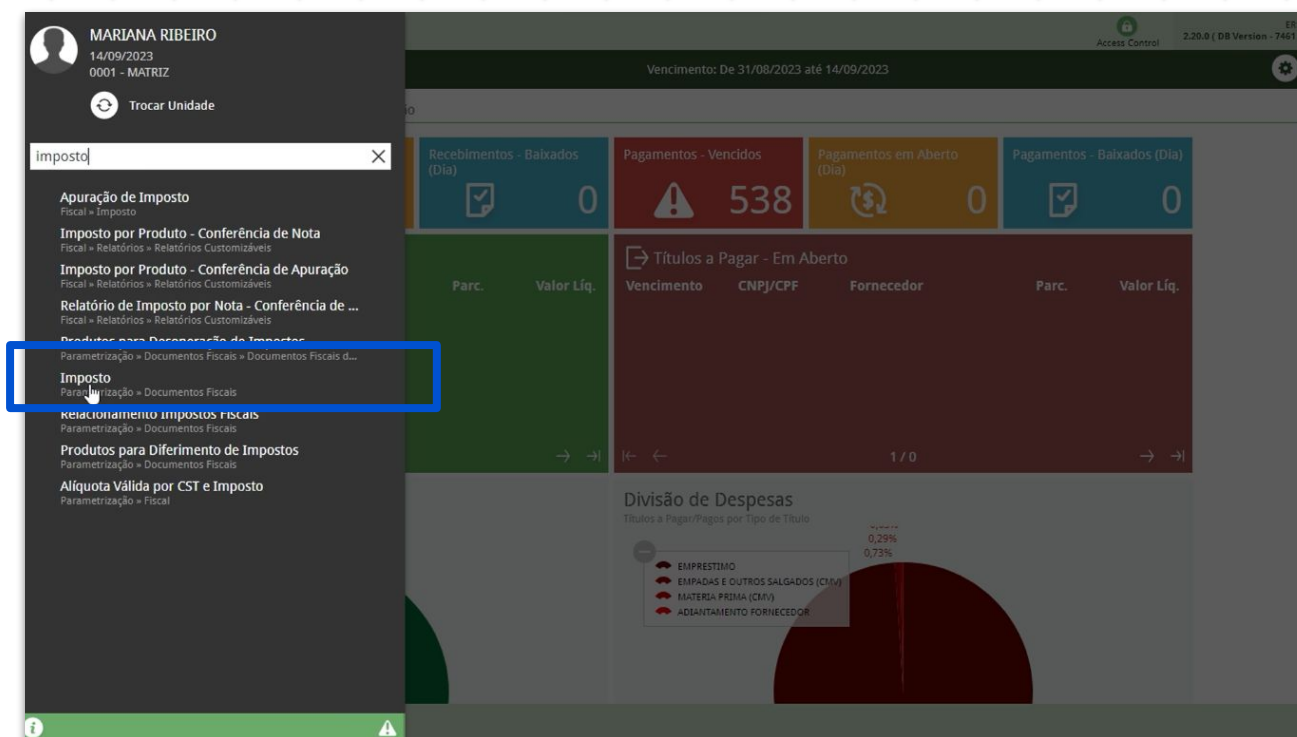 MARIANA RIBEIRO
14/09/2023
0001 - MATRIZ
Trocar Unidade
imposto
Apuração de Imposto
Fiscal » Imposto
Imposto por Produto - Conferência de Nota
Fiscal » Relatórios » Relatórios Customizáveis
Imposto por Produto - Conferência de Apuração
Fiscal » Relatórios » Relatórios Customizáveis
Relatório de Imposto por Nota - Conferência de ...
Fiscal » Relatórios » Relatórios Customizáveis
Produtos para Desoneração de Impostos
Parametrização » Documentos Fiscais » Documentos Fiscais d...
Imposto
Parametrização » Documentos Fiscais
Relacionamento Impostos Fiscais
Parametrização » Documentos Fiscais
Produtos para Diferimento de Impostos
Parametrização » Documentos Fiscais
Alíquota Válida por CST e Imposto
Parametrização » Fiscal
Access Control
2.20.0 ( DB Version - 7461
Vencimento: De 31/08/2023 até 14/09/2023
Recebimentos - Baixados
(Dia)
0
Pagamentos - Vencidos
538
Pagamentos em Aberto
(Dia)
0
Pagamentos - Baixados (Dia)
0
Parc. Valor Líq.
Títulos a Pagar - Em Aberto
Vencimento CNPJ/CPF Fornecedor Parc. Valor Líq.
1 / 0
Divisão de Despesas
Títulos a Pagar/Pagos por Tipo de Título
0,29%
0,73%
EMPRESTIMO
EMPADAS E OUTROS SALGADOS (CMV)
MATERIA PRIMA (CMV)
ADIANTAMENTO FORNECEDOR